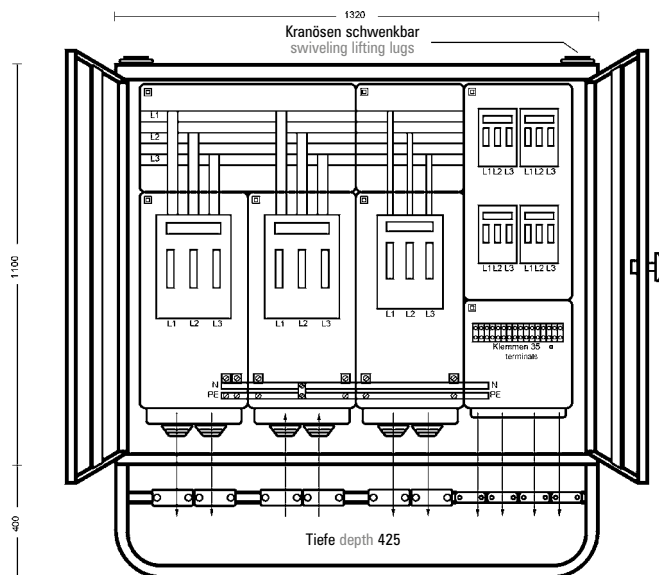 1320
Kranösen schwenkbar
swiveling lifting lugs
L1
L2
L3
L1 L2 L3 L1 L2 L3
L1 L2 L3 L1 L2 L3
1100
L1 L2 L3 L1 L2 L3 L1 L2 L3
Klemmen 35
terminals
N N
PE PE
400
Tiefe depth 425